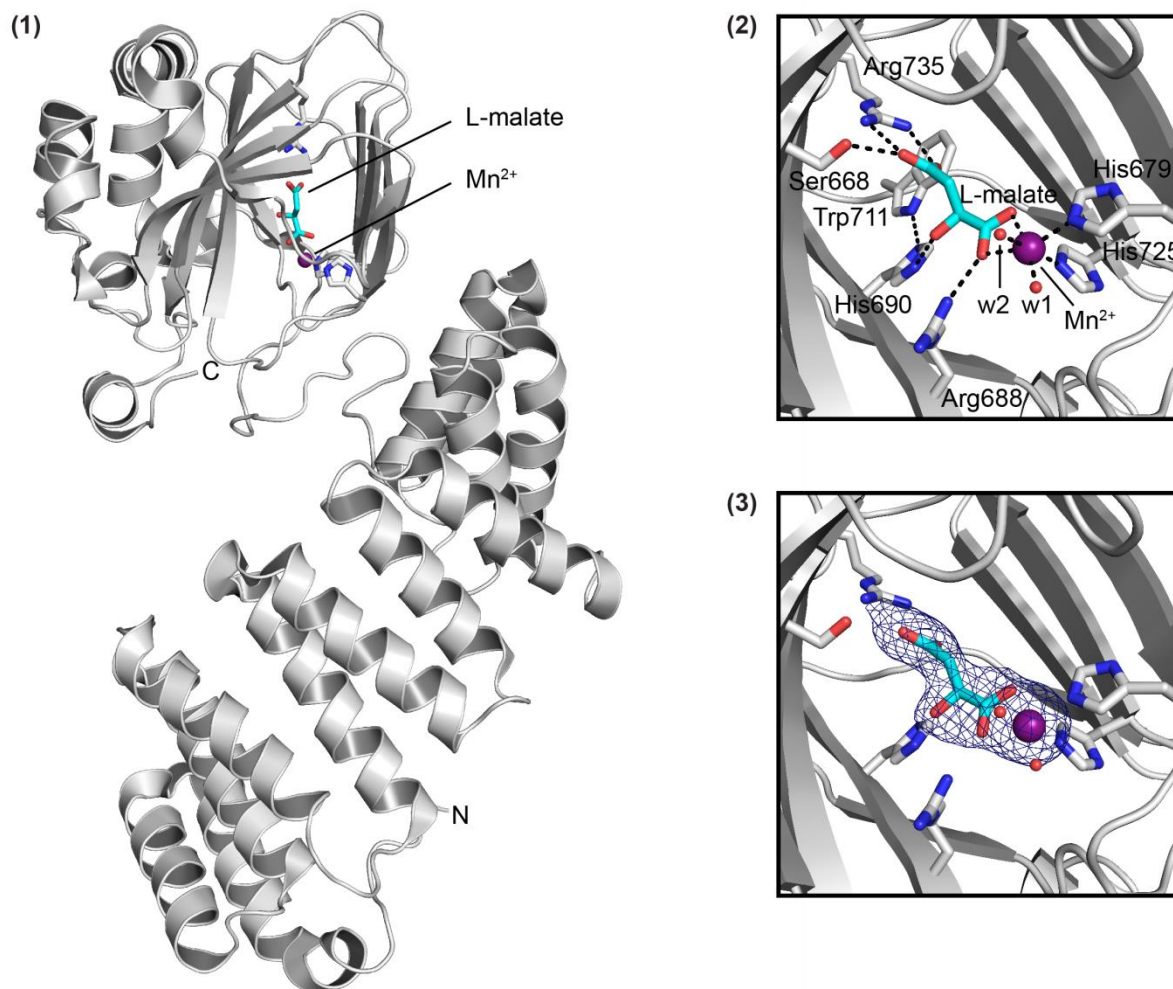 (1)
L-malate
Mn²⁺
C
N
(2)
Arg735
Ser668
Trp711
L-malate
His679
His725
His690
w2
w1
Mn²⁺
Arg688
(3)